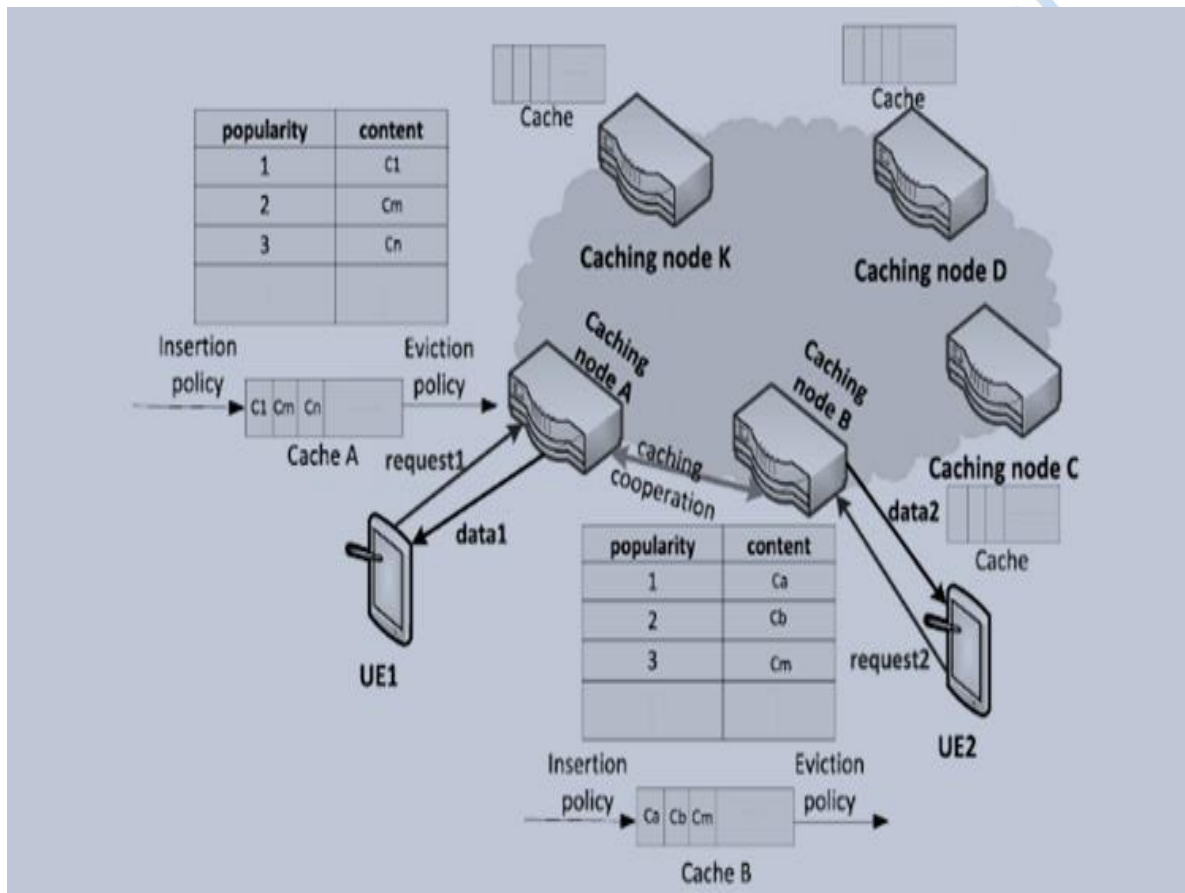 Cache
Cache
popularity content
1 C1
2 Cm
3 Cn
Caching node K
Caching node D
Insertion
policy
Eviction
policy
C1 Cm Cn
Cache A
Caching
node A
Caching
node B
caching
cooperation
Caching node C
Cache
request1
data1
UE1
data2
request2
UE2
popularity content
1 Ca
2 Cb
3 Cm
Insertion
policy
Eviction
policy
Ca Cb Cm
Cache B